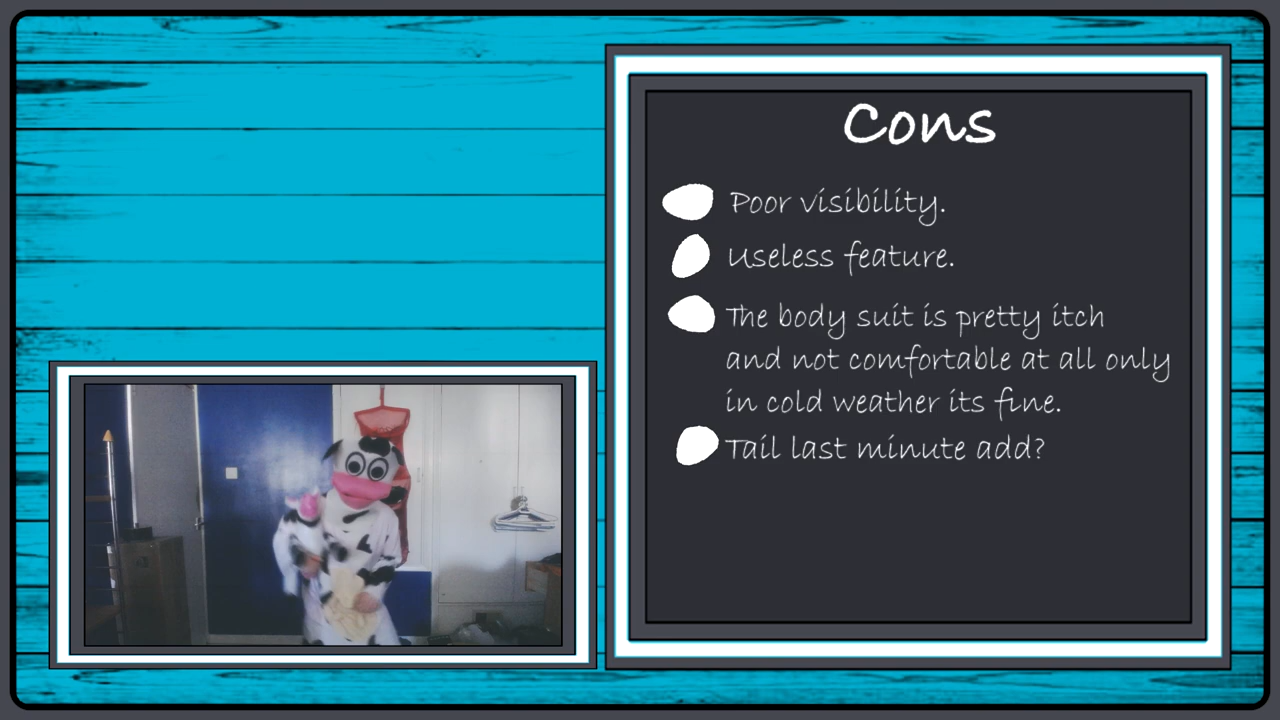 Cons
Poor visibility.
Useless feature.
The body suit is pretty itch
and not comfortable at all only
in cold weather its fine.
Tail last minute add?